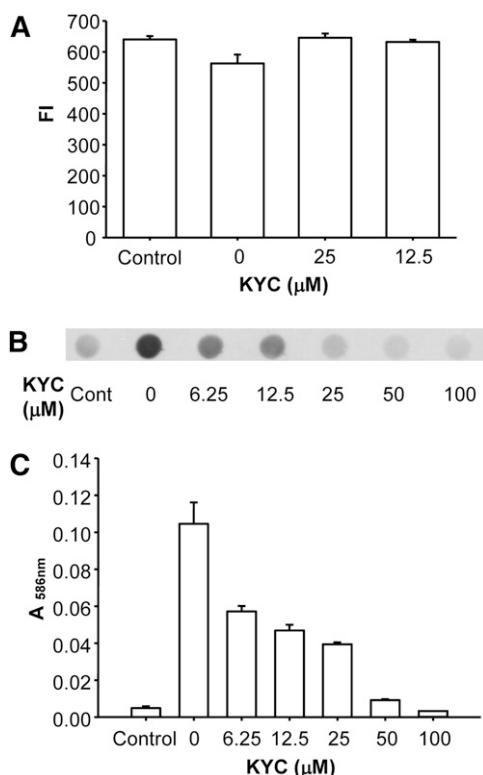 A
FI
700
600
500
400
300
200
100
0
Control 0 25 12.5
KYC (μM)
B
KYC (μM) Cont 0 6.25 12.5 25 50 100
C
A 586nm
0.14
0.12
0.10
0.08
0.06
0.04
0.02
0.00
Control 0 6.25 12.5 25 50 100
KYC (μM)